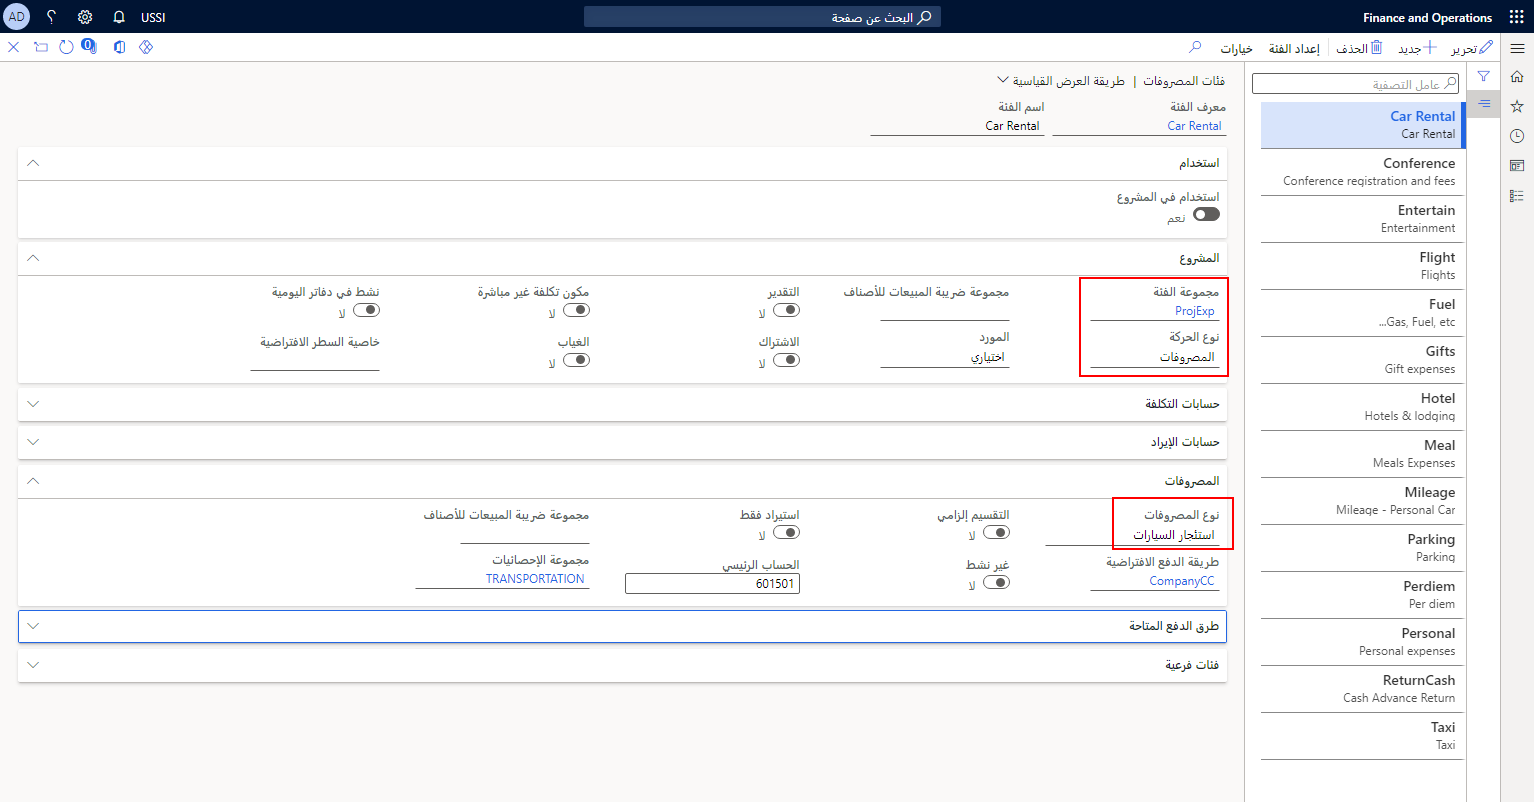 Finance and Operations
البحث عن صفحة
USSI
AD
تحرير
جديد
الحذف
إعداد الفئة
خيارات
0
عامل التصفية
Car Rental
Car Rental
Conference
Conference registration and fees
Entertain
Entertainment
Flight
Flights
Fuel
Gas, Fuel, etc...
Gifts
Gift expenses
Hotel
Hotels & lodging
Meal
Meals Expenses
Mileage
Mileage - Personal Car
Parking
Parking
Perdiem
Per diem
Personal
Personal expenses
ReturnCash
Cash Advance Return
Taxi
Taxi
فئات المصروفات | طريقة العرض القياسية
معرف الفئة
Car Rental
اسم الفئة
Car Rental
استخدام
استخدام في المشروع
نعم
المشروع
مجموعة الفئة
ProjExp
نوع الحركة
المصروفات
مجموعة ضريبة المبيعات للأصناف
المورد
اختياري
التقدير
لا
الاشتراك
لا
مكون تكلفة غير مباشرة
لا
الغياب
لا
نشط في دفاتر اليومية
لا
خاصية السطر الافتراضية
حسابات التكلفة
حسابات الإيراد
المصروفات
نوع المصروفات
استئجار السيارات
طريقة الدفع الافتراضية
CompanyCC
التقسيم إلزامي
لا
غير نشط
لا
استيراد فقط
لا
الحساب الرئيسي
601501
مجموعة ضريبة المبيعات للأصناف
مجموعة الإحصائيات
TRANSPORTATION
طرق الدفع المتاحة
فئات فرعية